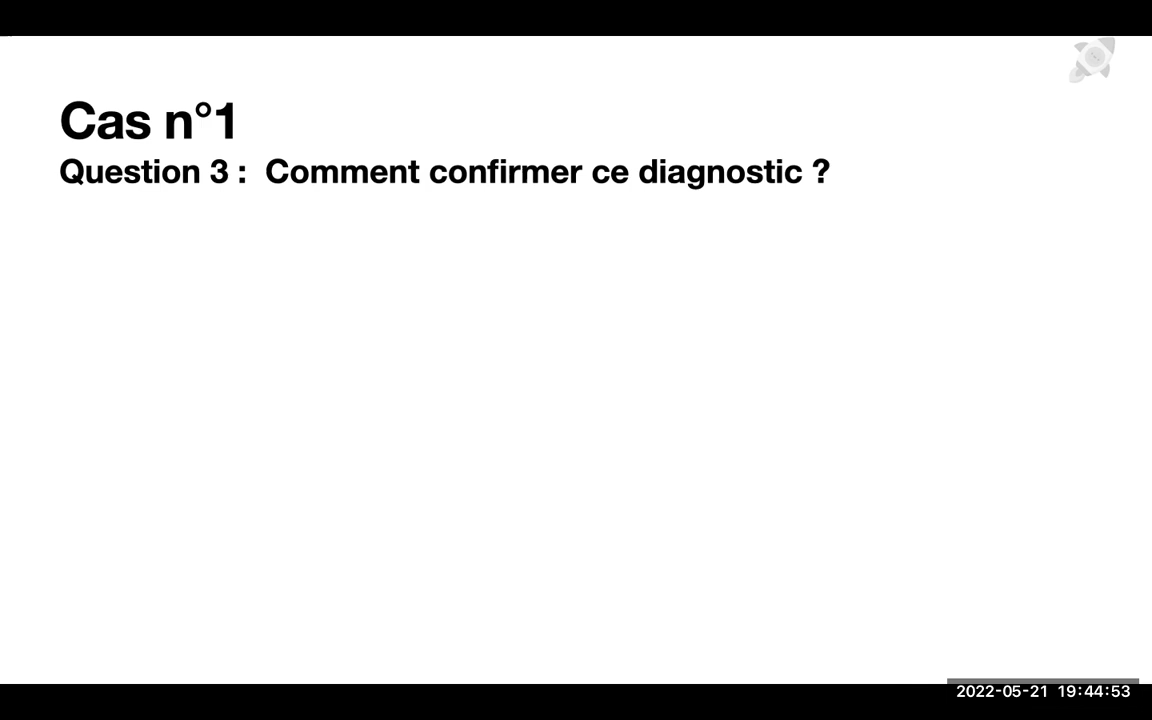 Cas n°1
Question 3 : Comment confirmer ce diagnostic ?
2022-05-21 19:44:53